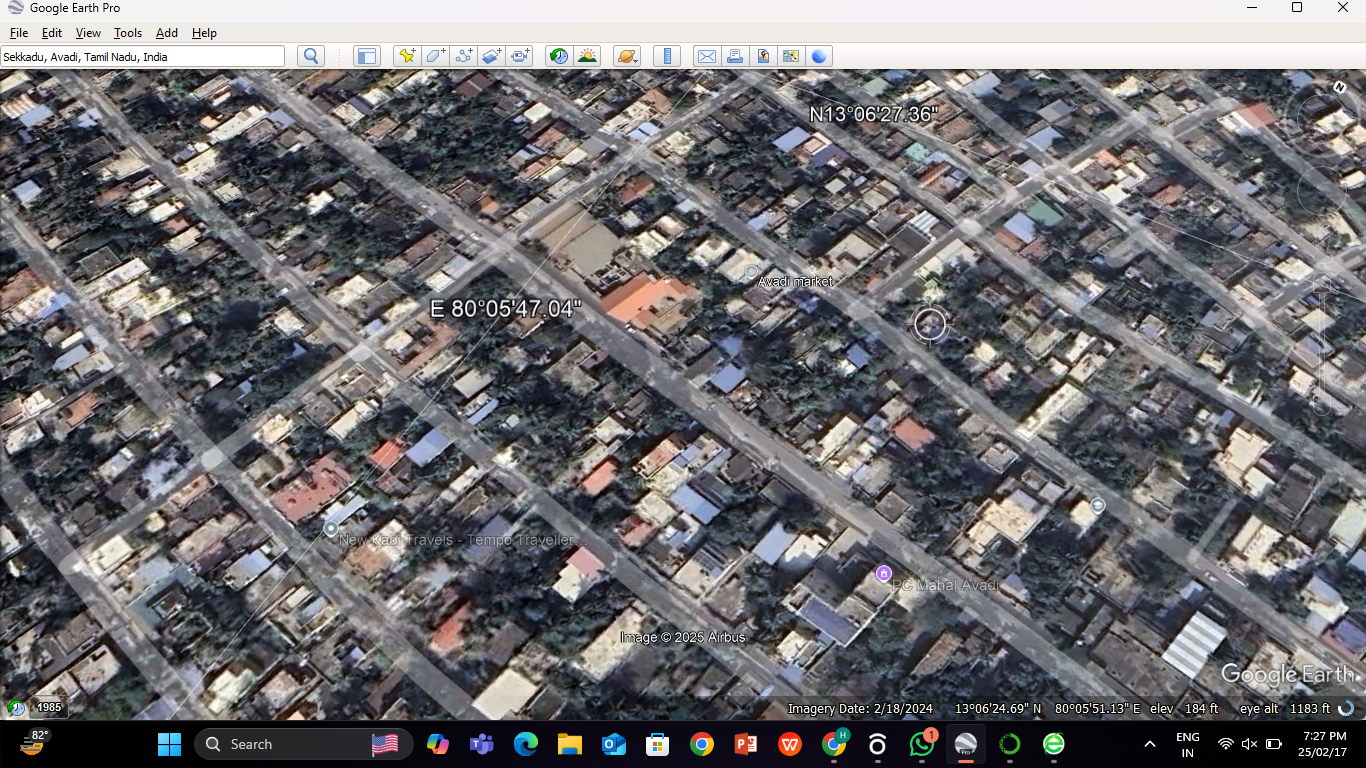 Google Earth Pro
File Edit View Tools Add Help
Sekkadu, Avadi, Tamil Nadu, India
N
N13°06'27.36"
Avadi market
E 80°05'47.04"
New Kabi Travels - Tempo Traveller...
PC Mahal Avadi
Image © 2025 Airbus
Google Earth
1985
Imagery Date: 2/18/2024 13°06'24.69" N 80°05'51.13" E elev 184 ft eye alt 1183 ft
82°
Search
H
1
Pro
ENG
IN
7:27 PM
25/02/17